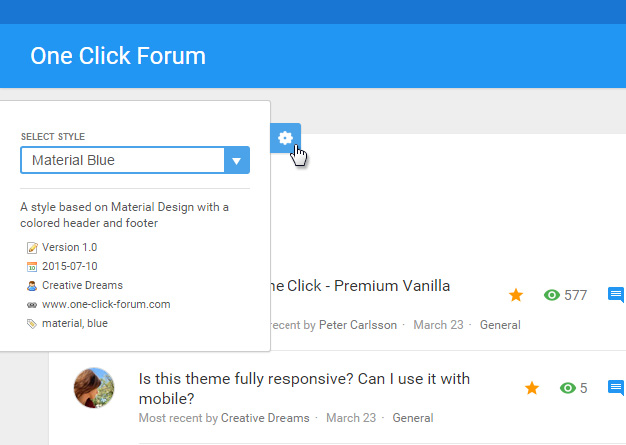 One Click Forum
SELECT STYLE
Material Blue
A style based on Material Design with a
colored header and footer
Version 1.0
2015-07-10
Creative Dreams
www.one-click-forum.com
material, blue
ne Click - Premium Vanilla
577
ecent by Peter Carlsson · March 23 · General
Is this theme fully responsive? Can I use it with
mobile?
5
Most recent by Creative Dreams · March 23 · General